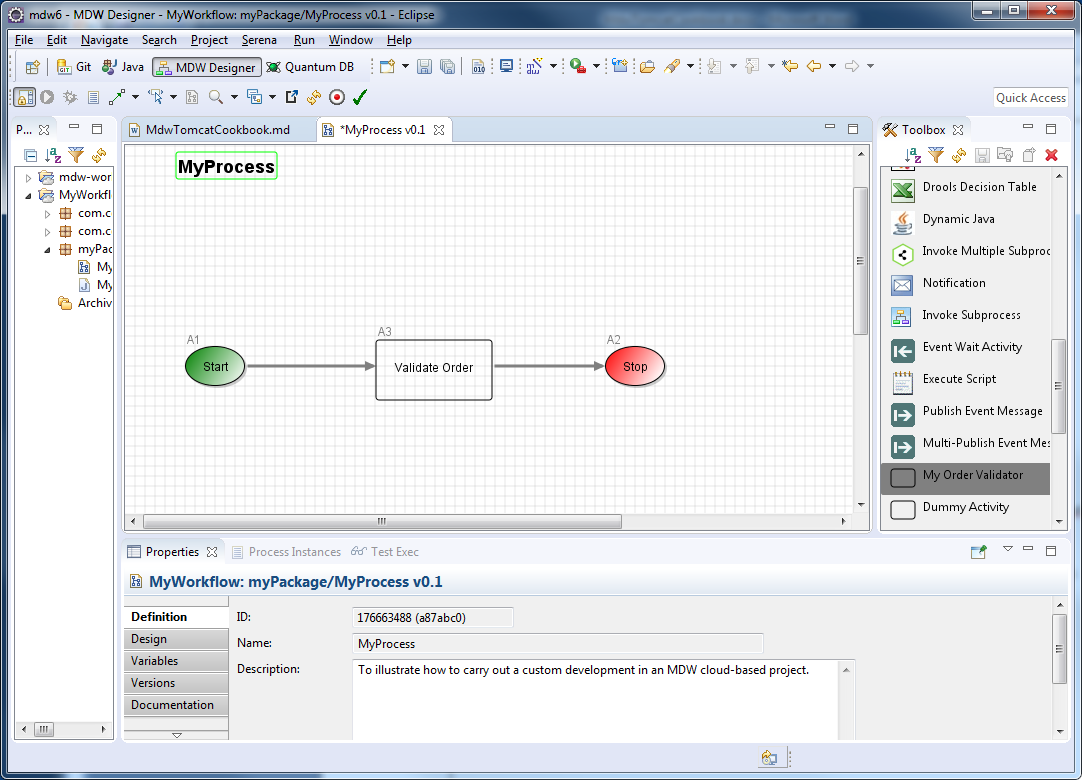 mdw6 - MDW Designer - MyWorkflow: myPackage/MyProcess v0.1 - Eclipse
File Edit Navigate Search Project Serena Run Window Help
Git Java MDW Designer Quantum DB
Quick Access
P...
mdw-wor
MyWorkfl
com.c
com.c
myPac
My
My
Archiv
MdwTomcatCookbook.md *MyProcess v0.1
MyProcess
A1 A3 A2
Start Validate Order Stop
Toolbox
Drools Decision Table
Dynamic Java
Invoke Multiple Subproc
Notification
Invoke Subprocess
Event Wait Activity
Execute Script
Publish Event Message
Multi-Publish Event Mes
My Order Validator
Dummy Activity
Properties Process Instances Test Exec
MyWorkflow: myPackage/MyProcess v0.1
Definition
Design
Variables
Versions
Documentation
ID: 176663488 (a87abc0)
Name: MyProcess
Description: To illustrate how to carry out a custom development in an MDW cloud-based project.